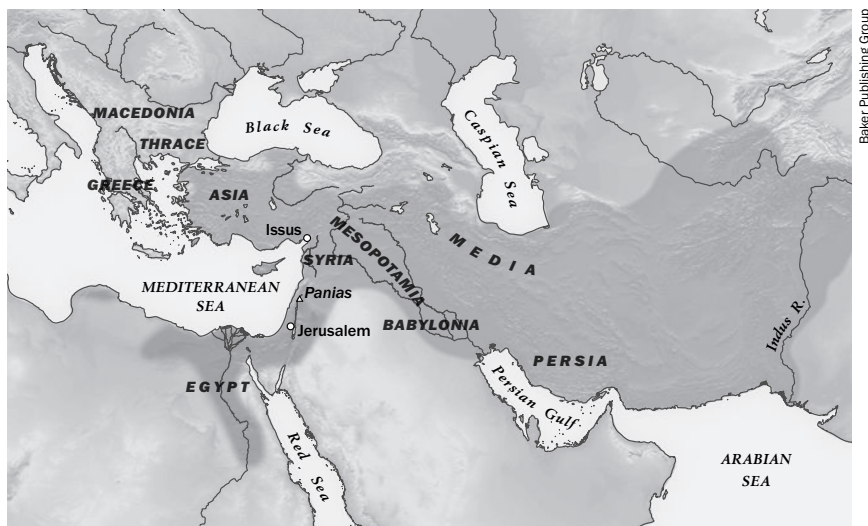 Baker Publishing Group
MACEDONIA
Black Sea
Caspian Sea
THRACE
GREECE
ASIA
Issus
MESOPOTAMIA
MEDIA
SYRIA
MEDITERRANEAN
SEA
Panias
Jerusalem
BABYLONIA
Indus R.
PERSIA
EGYPT
Persian Gulf
Red Sea
ARABIAN
SEA